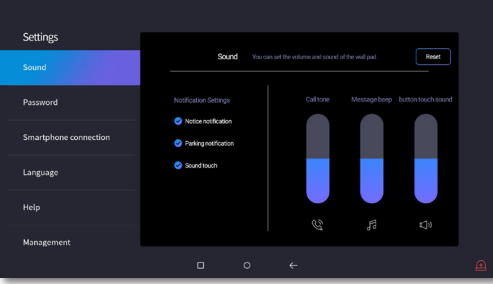 Settings
Sound
Password
Smartphone connection
Language
Help
Management
Sound You can set the volume and sound of the wall pad. Reset
Notification Settings
Notice notification
Parking notification
Sound touch
Call tone Message beep button touch sound